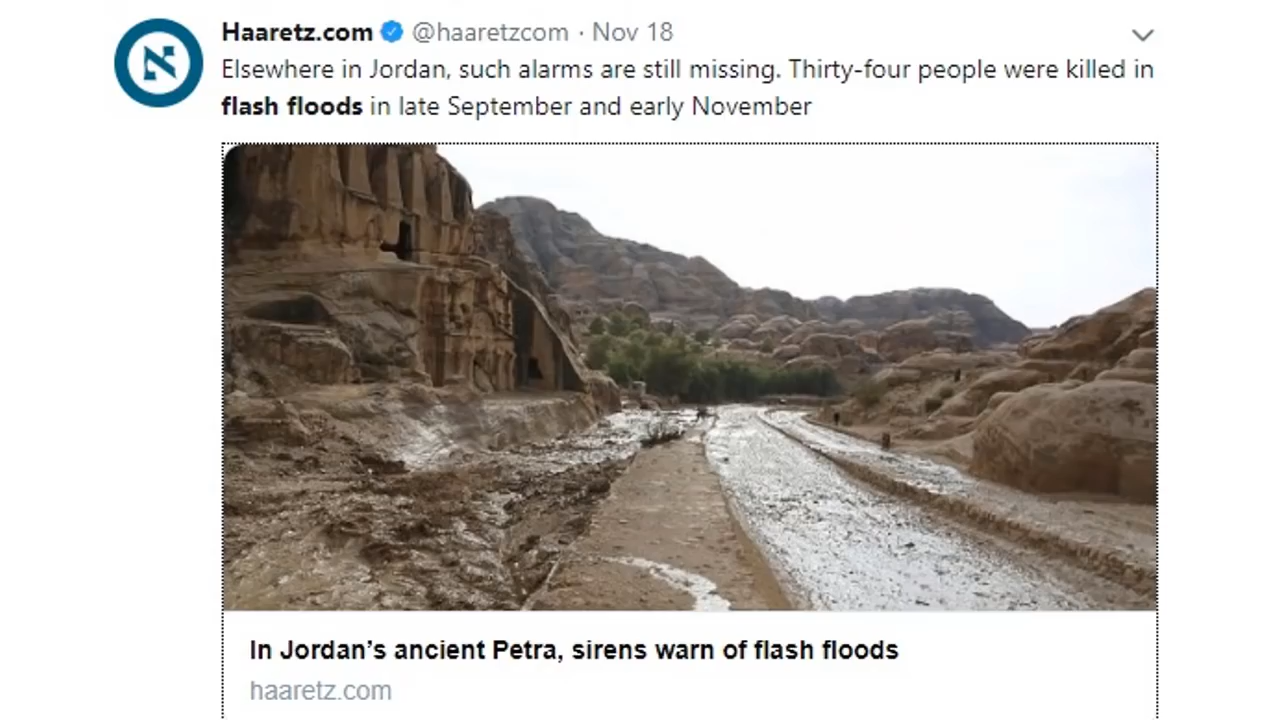 Haaretz.com @haaretzcom · Nov 18
Elsewhere in Jordan, such alarms are still missing. Thirty-four people were killed in
flash floods in late September and early November
In Jordan’s ancient Petra, sirens warn of flash floods
haaretz.com